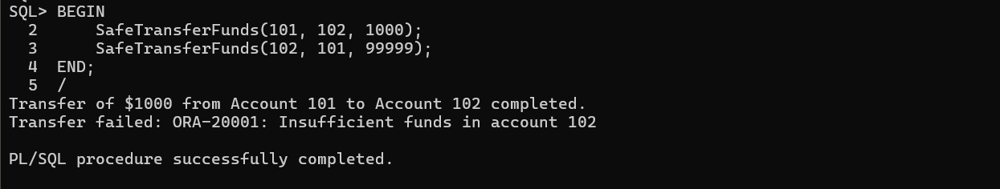 SQL> BEGIN
  2      SafeTransferFunds(101, 102, 1000);
  3      SafeTransferFunds(102, 101, 99999);
  4  END;
  5  /
Transfer of $1000 from Account 101 to Account 102 completed.
Transfer failed: ORA-20001: Insufficient funds in account 102
PL/SQL procedure successfully completed.